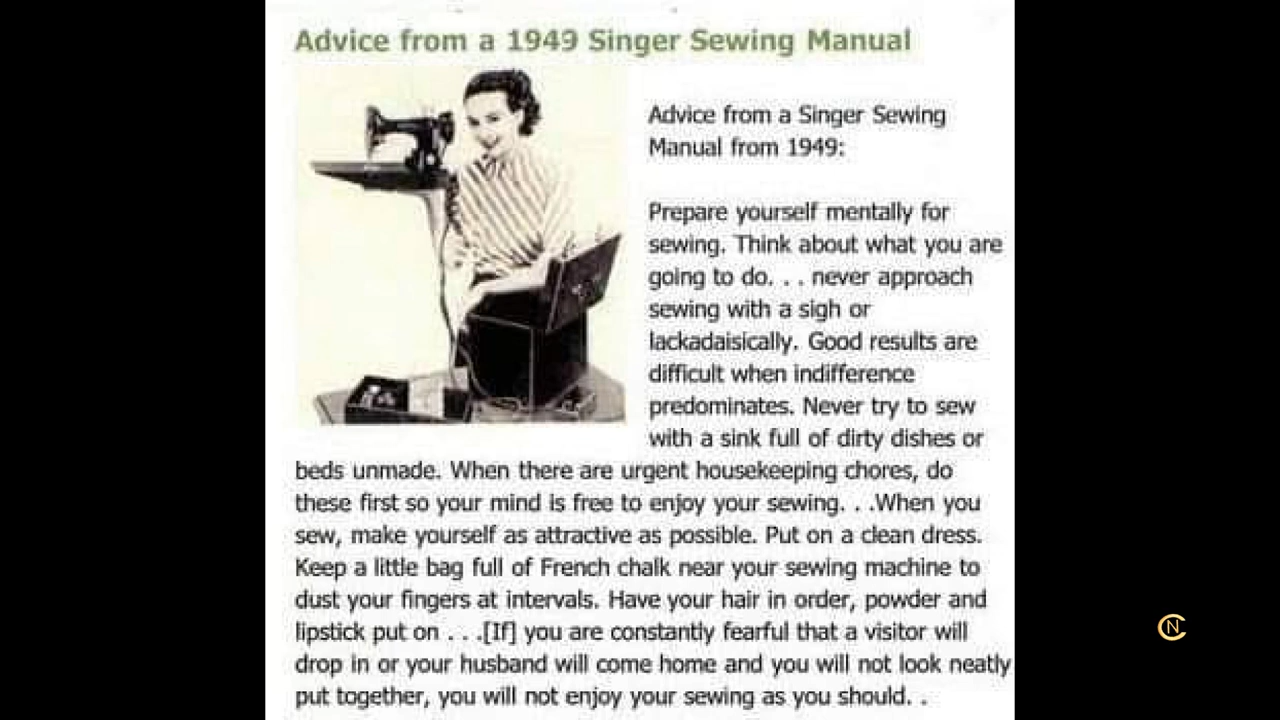 Advice from a 1949 Singer Sewing Manual
Advice from a Singer Sewing
Manual from 1949:
Prepare yourself mentally for
sewing. Think about what you are
going to do. . . never approach
sewing with a sigh or
lackadaisically. Good results are
difficult when indifference
predominates. Never try to sew
with a sink full of dirty dishes or
beds unmade. When there are urgent housekeeping chores, do
these first so your mind is free to enjoy your sewing. . .When you
sew, make yourself as attractive as possible. Put on a clean dress.
Keep a little bag full of French chalk near your sewing machine to
dust your fingers at intervals. Have your hair in order, powder and
lipstick put on . . .[If] you are constantly fearful that a visitor will
drop in or your husband will come home and you will not look neatly
put together, you will not enjoy your sewing as you should. .
CN